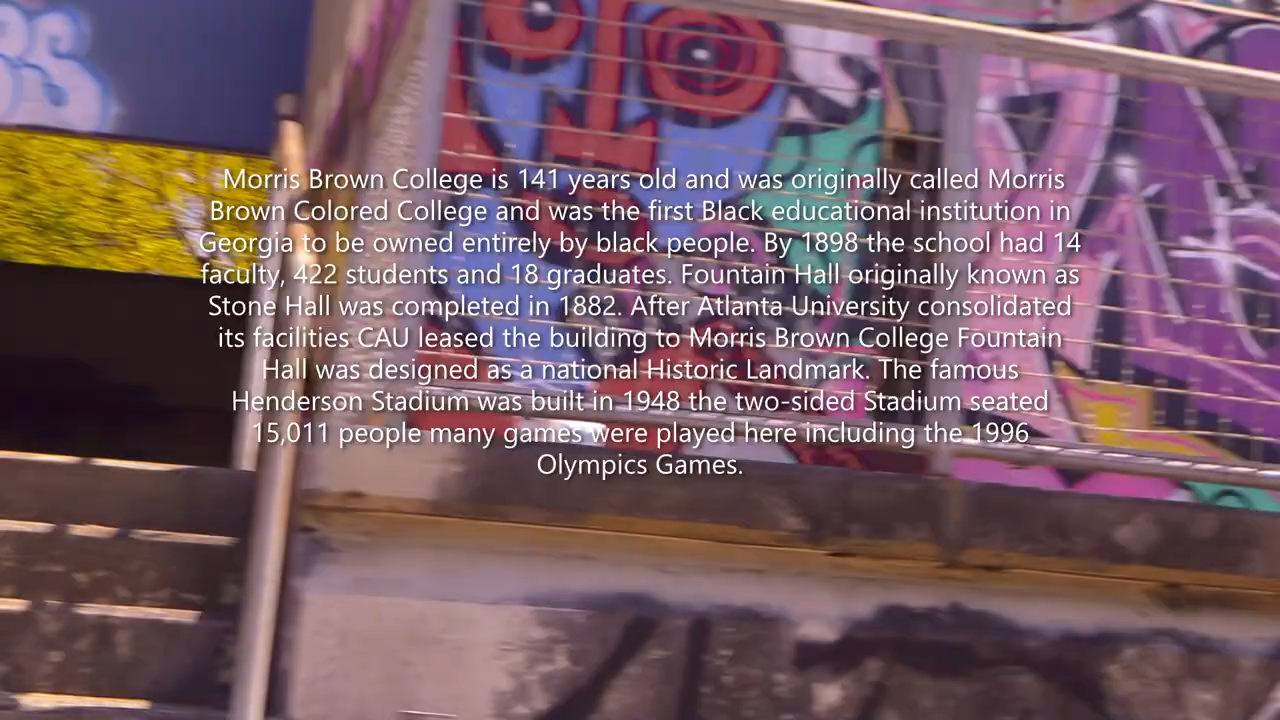 Morris Brown College is 141 years old and was originally called Morris
Brown Colored College and was the first Black educational institution in
Georgia to be owned entirely by black people. By 1898 the school had 14
faculty, 422 students and 18 graduates. Fountain Hall originally known as
Stone Hall was completed in 1882. After Atlanta University consolidated
its facilities CAU leased the building to Morris Brown College Fountain
Hall was designed as a national Historic Landmark. The famous
Henderson Stadium was built in 1948 the two-sided Stadium seated
15,011 people many games were played here including the 1996
Olympics Games.